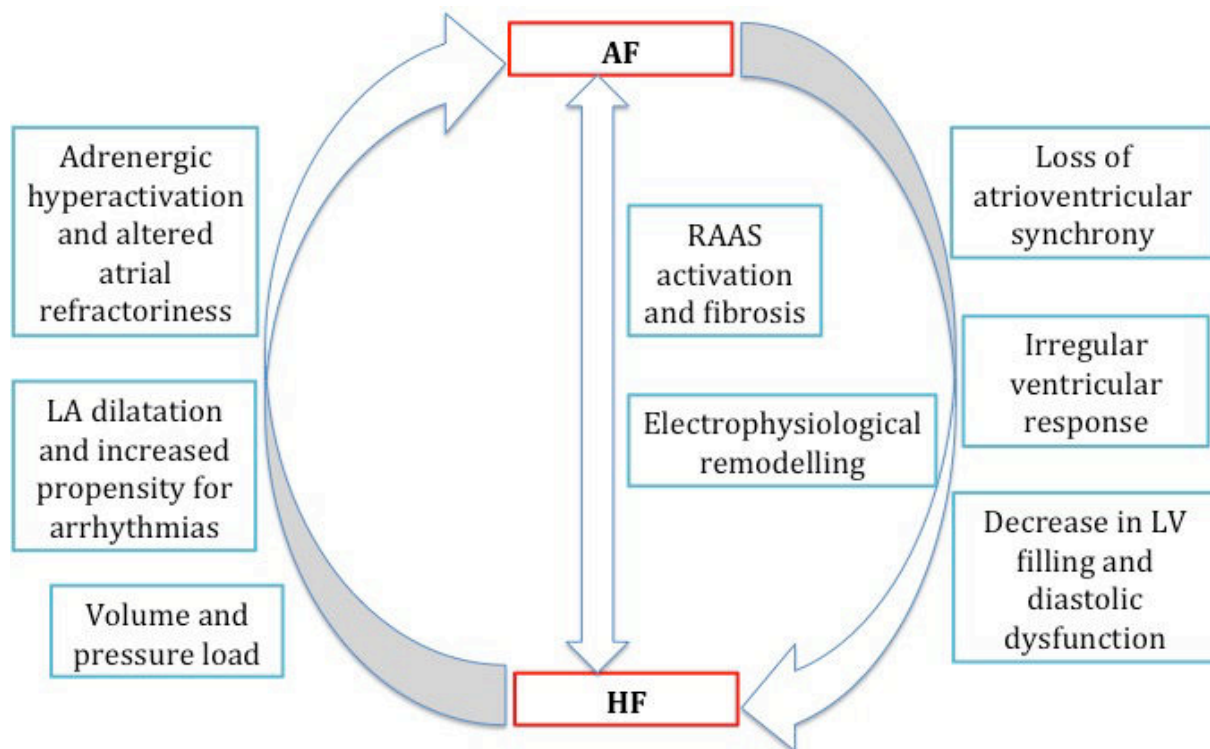 AF
Adrenergic
hyperactivation
and altered
atrial
refractoriness
LA dilatation
and increased
propensity for
arrhythmias
Volume and
pressure load
RAAS
activation
and fibrosis
Electrophysiological
remodelling
Loss of
atrioventricular
synchrony
Irregular
ventricular
response
Decrease in LV
filling and
diastolic
dysfunction
HF